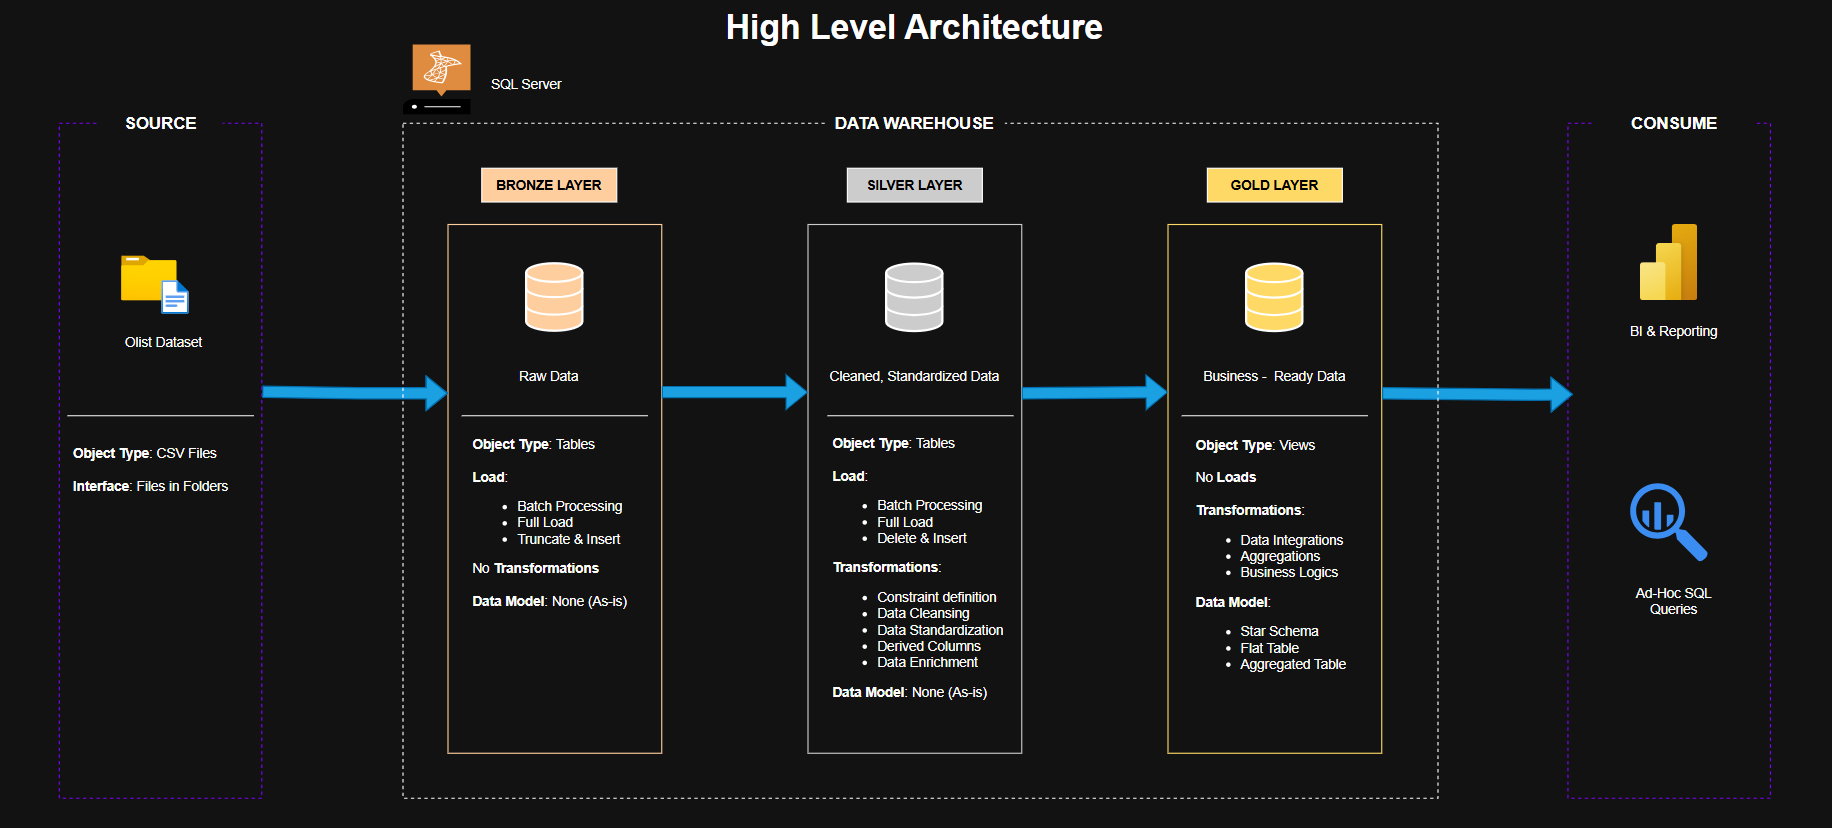 High Level Architecture
SQL Server
SOURCE
Olist Dataset
Object Type: CSV Files
Interface: Files in Folders
DATA WAREHOUSE
BRONZE LAYER
Raw Data
Object Type: Tables
Load:
• Batch Processing
• Full Load
• Truncate & Insert
No Transformations
Data Model: None (As-is)
SILVER LAYER
Cleaned, Standardized Data
Object Type: Tables
Load:
• Batch Processing
• Full Load
• Delete & Insert
Transformations:
• Constraint definition
• Data Cleansing
• Data Standardization
• Derived Columns
• Data Enrichment
Data Model: None (As-is)
GOLD LAYER
Business - Ready Data
Object Type: Views
No Loads
Transformations:
• Data Integrations
• Aggregations
• Business Logics
Data Model:
• Star Schema
• Flat Table
• Aggregated Table
CONSUME
BI & Reporting
Ad-Hoc SQL
Queries